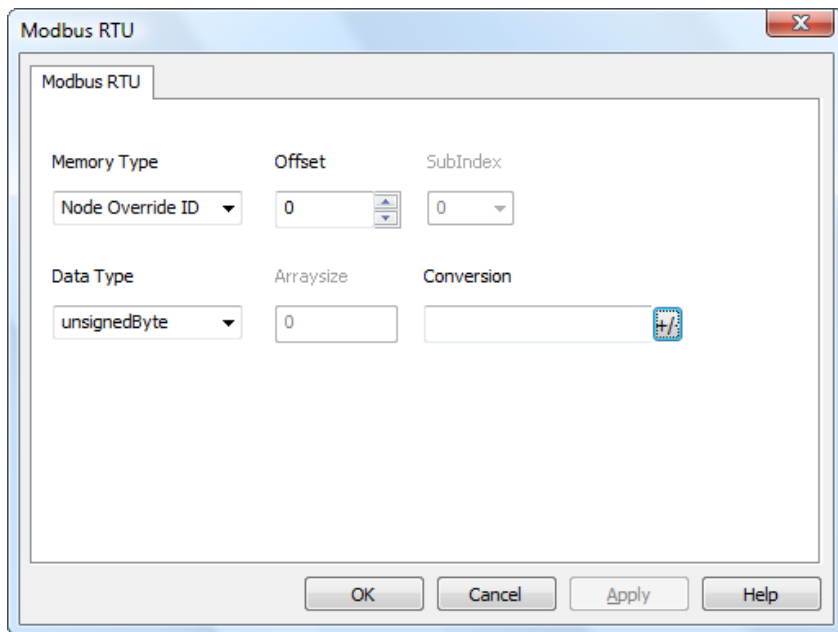 Modbus RTU
Modbus RTU
Memory Type Offset SubIndex
Node Override ID 0 0
Data Type Arraysize Conversion
unsignedByte 0 +/-
OK Cancel Apply Help